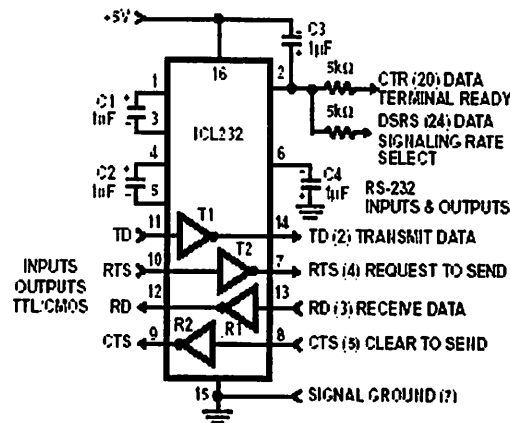 +5V
C3
1µF
16
2
5kΩ
CTR (20) DATA
TERMINAL READY
5kΩ
DSRS (24) DATA
SIGNALING RATE
SELECT
1
C1
1µF
3
ICL232
4
C2
1µF
5
6
C4
1µF
RS-232
INPUTS & OUTPUTS
11
T1
14
TD
TD (2) TRANSMIT DATA
INPUTS
OUTPUTS
TTL/CMOS
10
T2
7
RTS
RTS (4) REQUEST TO SEND
12
13
RD
R1
RD (3) RECEIVE DATA
9
R2
8
CTS
CTS (5) CLEAR TO SEND
15
SIGNAL GROUND (7)